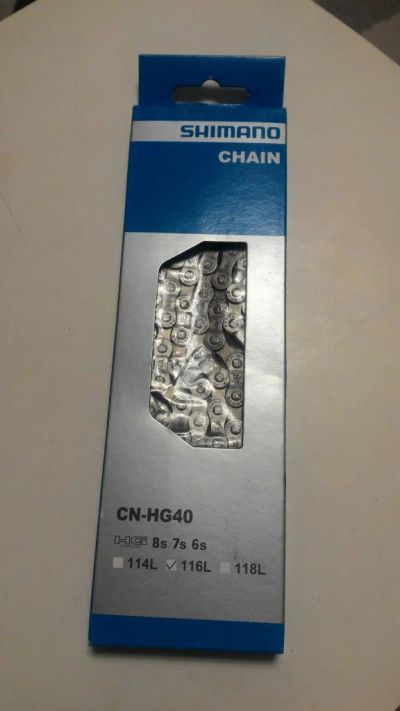 SHIMANO
CHAIN
CN-HG40
HG 8s 7s 6s
114L 116L 118L